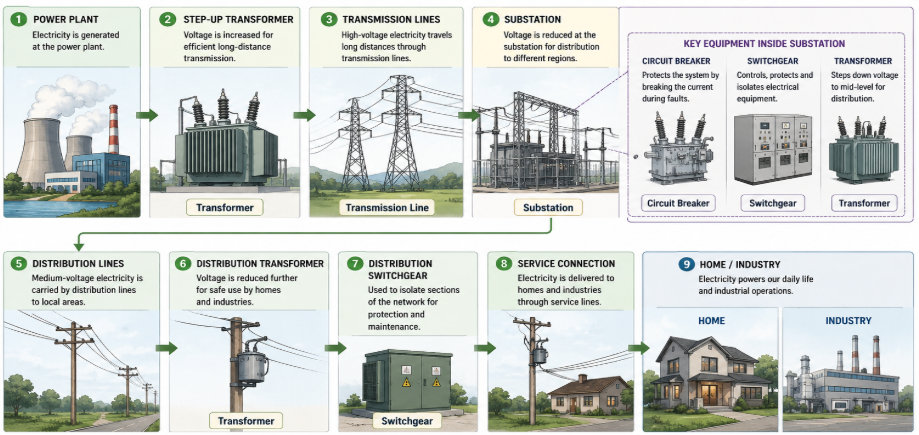 1 POWER PLANT
Electricity is generated
at the power plant.
2 STEP-UP TRANSFORMER
Voltage is increased for
efficient long-distance
transmission.
Transformer
3 TRANSMISSION LINES
High-voltage electricity travels
long distances through
transmission lines.
Transmission Line
4 SUBSTATION
Voltage is reduced at the
substation for distribution
to different regions.
Substation
KEY EQUIPMENT INSIDE SUBSTATION
CIRCUIT BREAKER
Protects the system by
breaking the current
during faults.
Circuit Breaker
SWITCHGEAR
Controls, protects and
isolates electrical
equipment.
Switchgear
TRANSFORMER
Steps down voltage
to mid-level for
distribution.
Transformer
5 DISTRIBUTION LINES
Medium-voltage electricity is
carried by distribution lines
to local areas.
6 DISTRIBUTION TRANSFORMER
Voltage is reduced further
for safe use by homes
and industries.
Transformer
7 DISTRIBUTION
SWITCHGEAR
Used to isolate sections
of the network for
protection and
maintenance.
Switchgear
8 SERVICE CONNECTION
Electricity is delivered to
homes and industries
through service lines.
9 HOME / INDUSTRY
Electricity powers our daily life
and industrial operations.
HOME
INDUSTRY